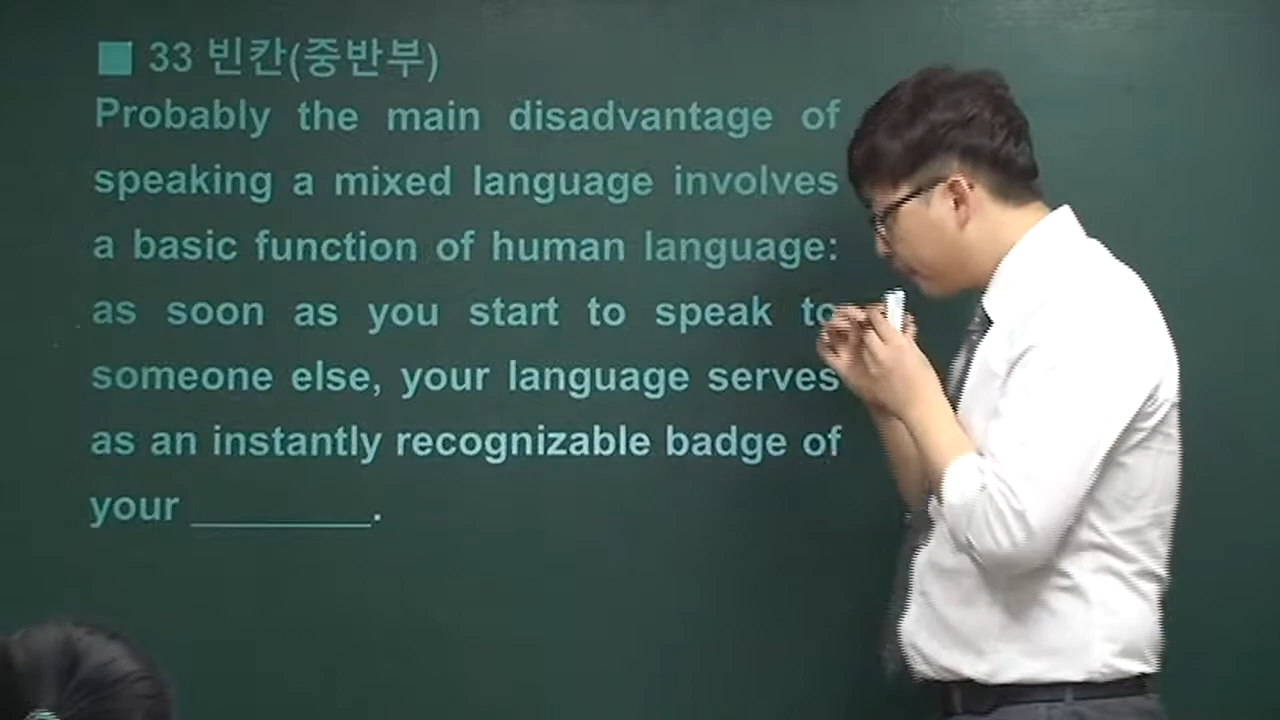 ■ 33 빈칸(중반부)
Probably the main disadvantage of
speaking a mixed language involves
a basic function of human language:
as soon as you start to speak to
someone else, your language serves
as an instantly recognizable badge of
your ________.